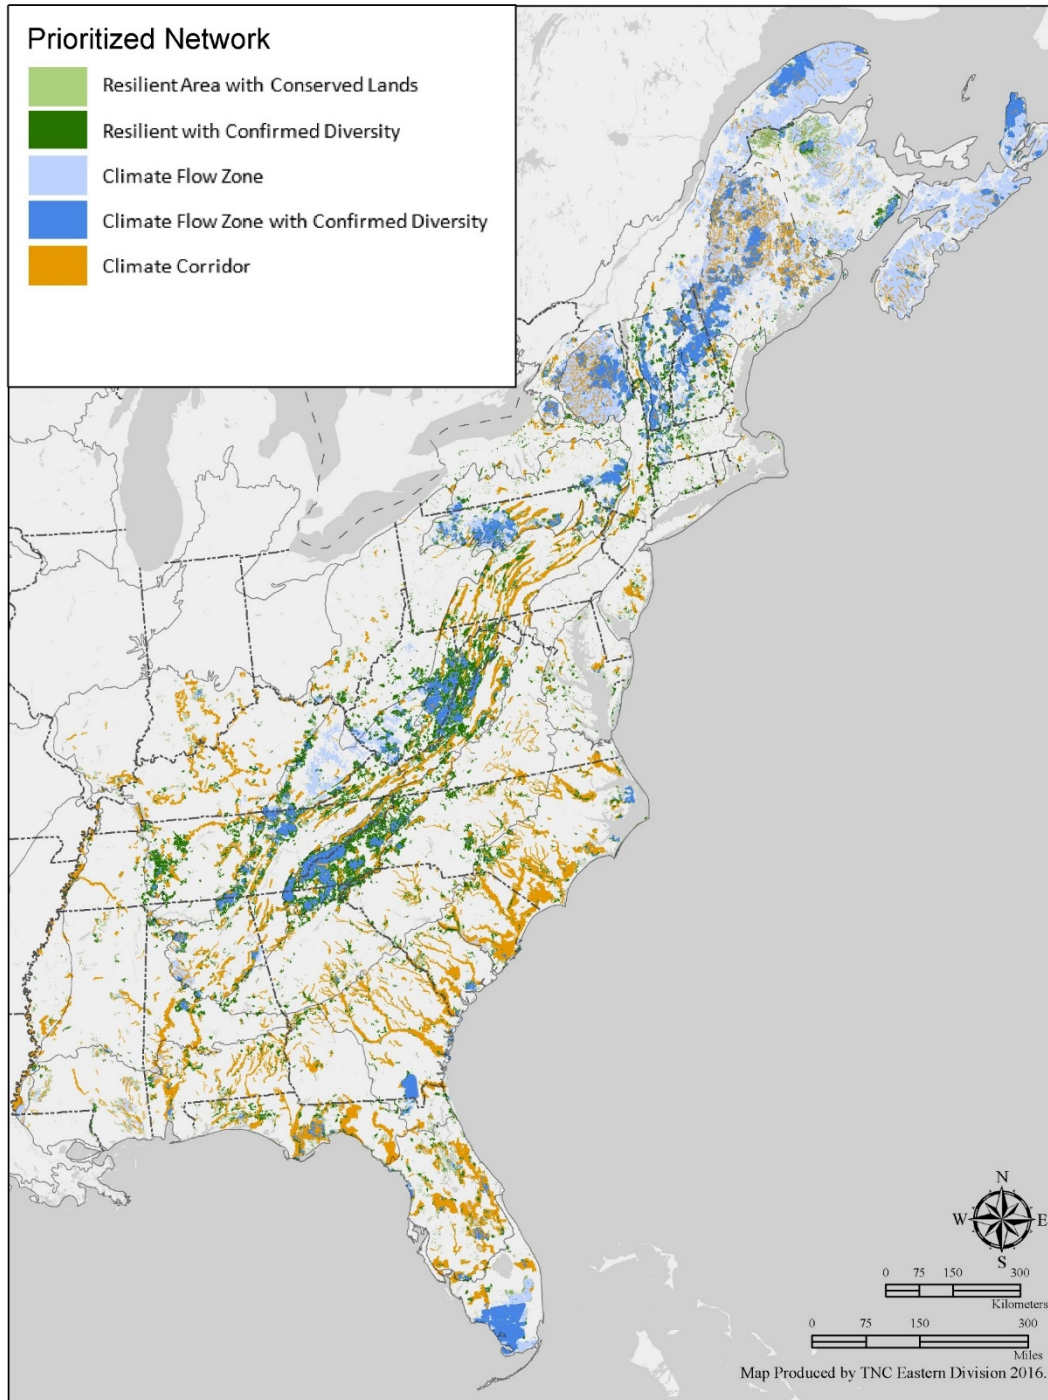 Prioritized Network
Resilient Area with Conserved Lands
Resilient with Confirmed Diversity
Climate Flow Zone
Climate Flow Zone with Confirmed Diversity
Climate Corridor
N
W E
S
0 75 150 300
Kilometers
0 75 150 300
Miles
Map Produced by TNC Eastern Division 2016.